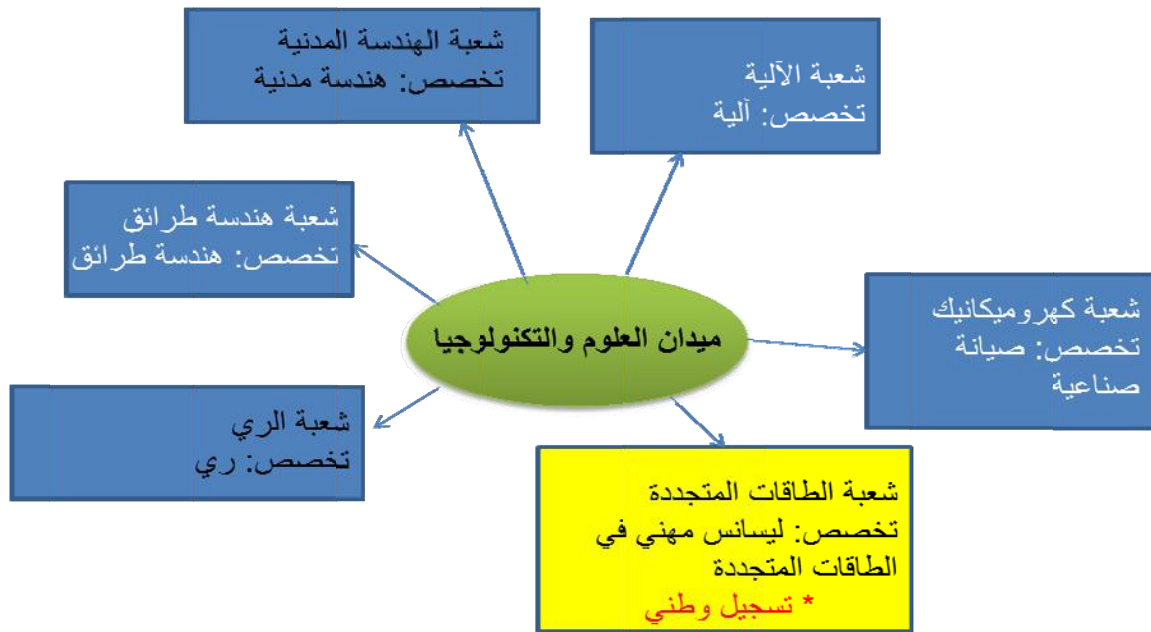 شعبة الهندسة المدنية
تخصص: هندسة مدنية
شعبة الآلية
تخصص: آلية
شعبة هندسة طرائق
تخصص: هندسة طرائق
ميدان العلوم والتكنولوجيا
شعبة كهروميكانيك
تخصص: صيانة
صناعية
شعبة الري
تخصص: ري
شعبة الطاقات المتجددة
تخصص: ليسانس مهني في
الطاقات المتجددة
* تسجيل وطني